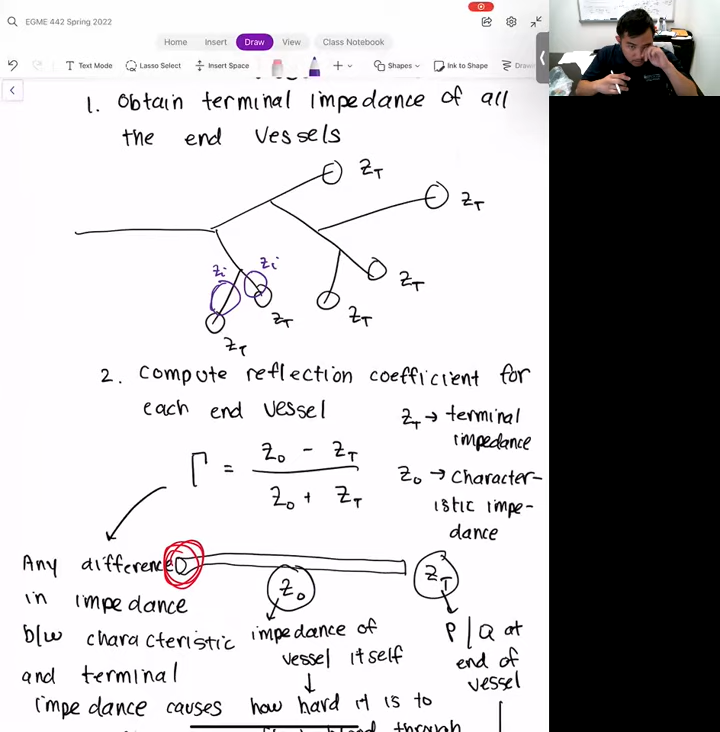 EGME 442 Spring 2022
Home Insert Draw View Class Notebook
Text Mode Lasso Select Insert Space Shapes Ink to Shape
1. Obtain terminal impedance of all
the end vessels
ZT
ZT
Zi Zi
ZT
ZT
ZT
ZT
2. Compute reflection coefficient for
each end vessel
ZT → terminal
impedance
Γ = Z0 - ZT
Z0 + ZT
Z0 → Character-
istic impe-
dance
Any difference
in impedance
b/w characteristic
and terminal
impedance causes
Z0
impedance of
vessel itself
↓
how hard it is to
blood through
ZT
P/Q at
end of
vessel